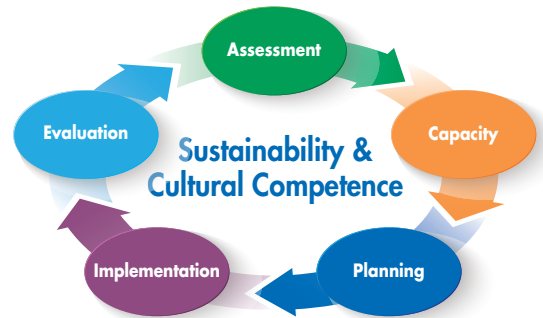 Assessment
Capacity
Planning
Implementation
Evaluation
Sustainability &
Cultural Competence